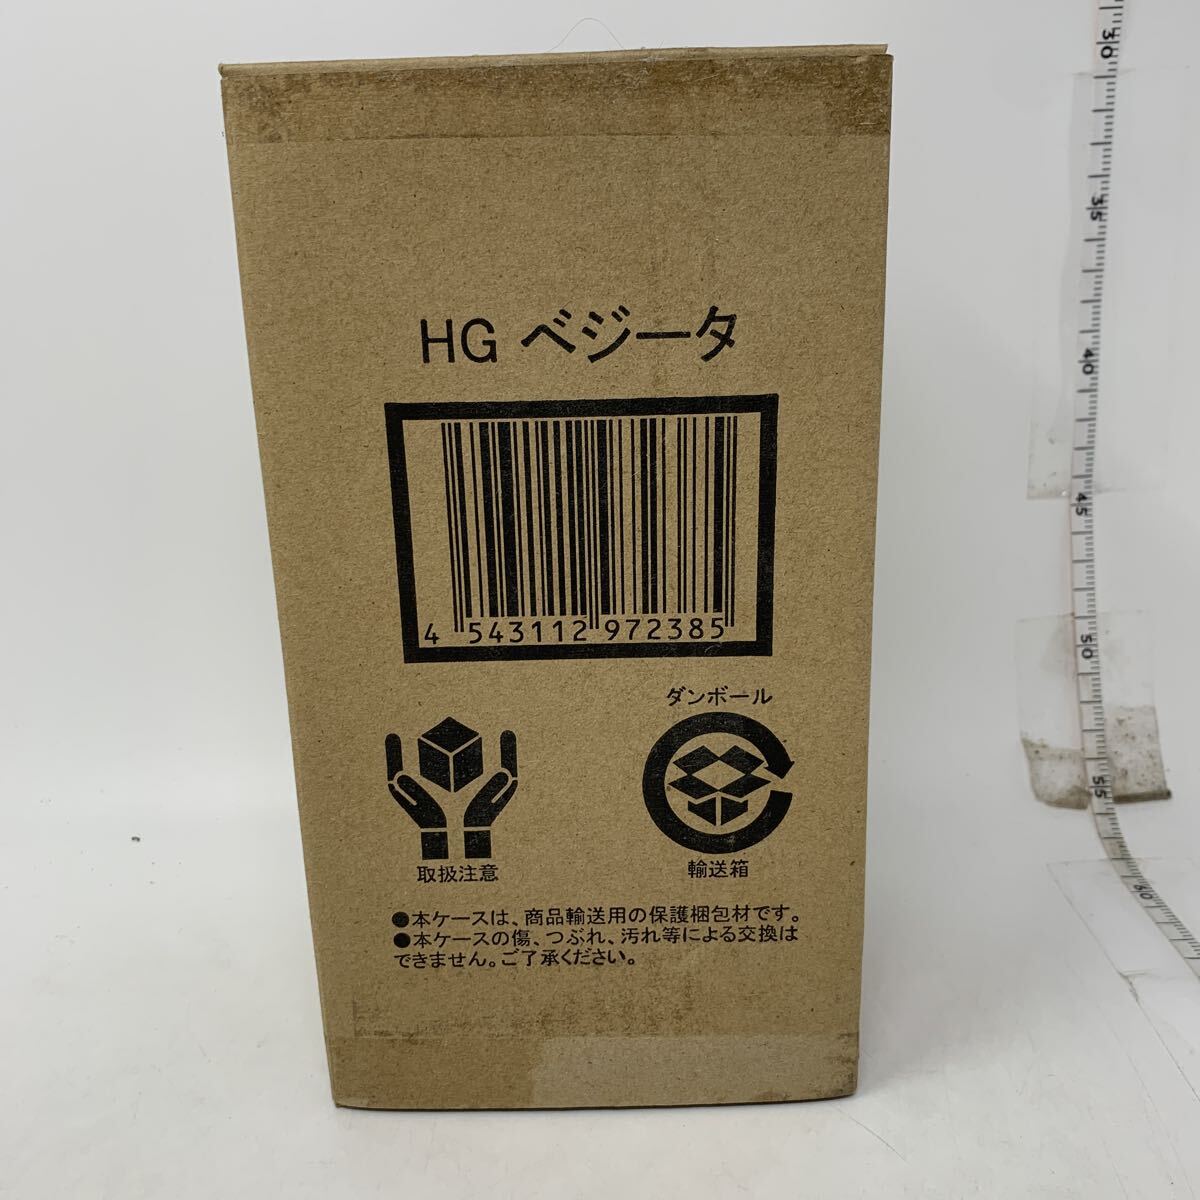 HG ベジータ
4 543112 972385
ダンボール
取扱注意
輸送箱
●本ケースは、商品輸送用の保護梱包材です。
●本ケースの傷、つぶれ、汚れ等による交換は
できません。ご了承ください。
30
35
40
45
50
55
60